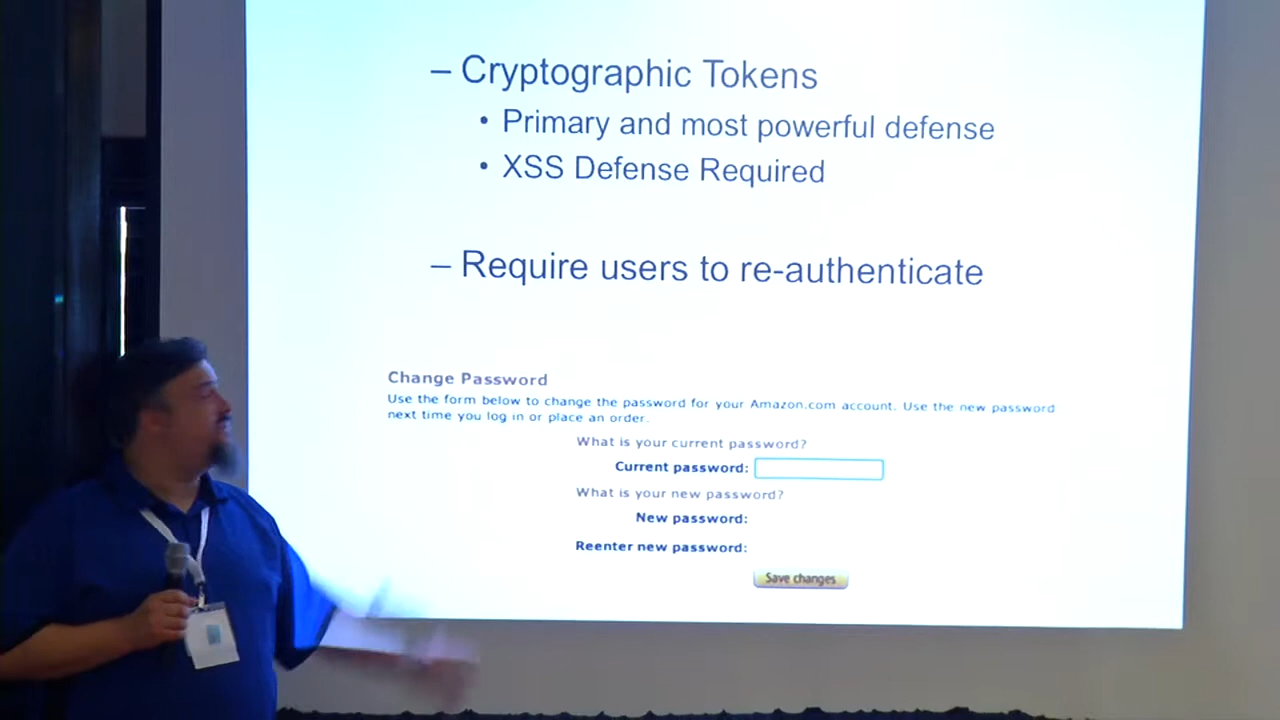 – Cryptographic Tokens
• Primary and most powerful defense
• XSS Defense Required
– Require users to re-authenticate
Change Password
Use the form below to change the password for your Amazon.com account. Use the new password
next time you log in or place an order.
What is your current password?
Current password:
What is your new password?
New password:
Reenter new password:
Save changes